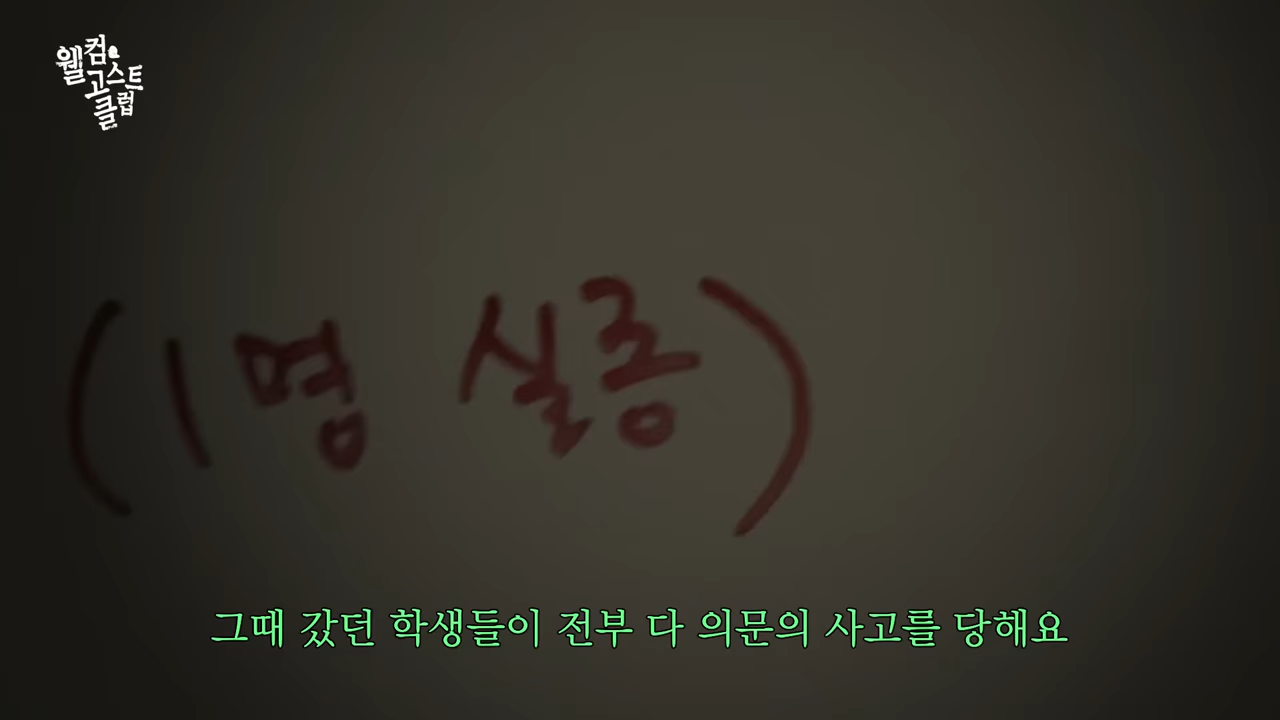 웰컴
고스트
클럽
(1명 실종)
그때 갔던 학생들이 전부 다 의문의 사고를 당해요